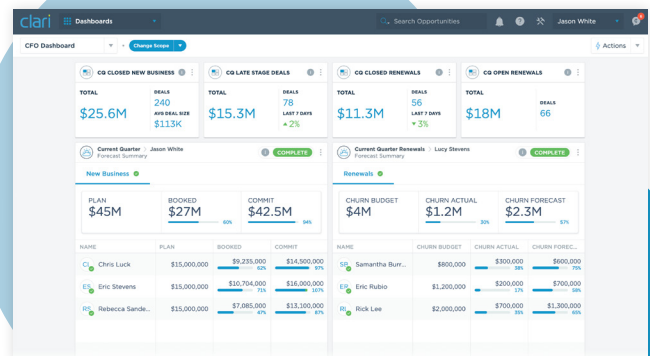 clari
Dashboards
Search Opportunities
Jason White
CFO Dashboard
Change Scope
Actions
CQ CLOSED NEW BUSINESS
TOTAL
$25.6M
DEALS
240
AVG DEAL SIZE
$113K
CQ LATE STAGE DEALS
TOTAL
$15.3M
DEALS
78
LAST 7 DAYS
2%
CQ CLOSED RENEWALS
TOTAL
$11.3M
DEALS
56
LAST 7 DAYS
3%
CQ OPEN RENEWALS
TOTAL
$18M
DEALS
66
Current Quarter > Jason White
Forecast Summary
COMPLETE
New Business
PLAN
$45M
BOOKED
$27M
60%
COMMIT
$42.5M
94%
NAME PLAN BOOKED COMMIT
Chris Luck $15,000,000 $9,235,000 $14,500,000
62% 97%
ES Eric Stevens $15,000,000 $10,704,000 $16,000,000
71% 107%
RS Rebecca Sande... $15,000,000 $7,085,000 $13,100,000
47% 87%
Current Quarter Renewals > Lucy Stevens
Forecast Summary
COMPLETE
Renewals
CHURN BUDGET
$4M
CHURN ACTUAL
$1.2M
30%
CHURN FORECAST
$2.3M
57%
NAME CHURN BUDGET CHURN ACTUAL CHURN FOREC...
SB Samantha Burr... $800,000 $300,000 $600,000
38% 75%
ER Eric Rubio $1,200,000 $200,000 $700,000
17% 58%
RL Rick Lee $2,000,000 $700,000 $1,300,000
35% 65%